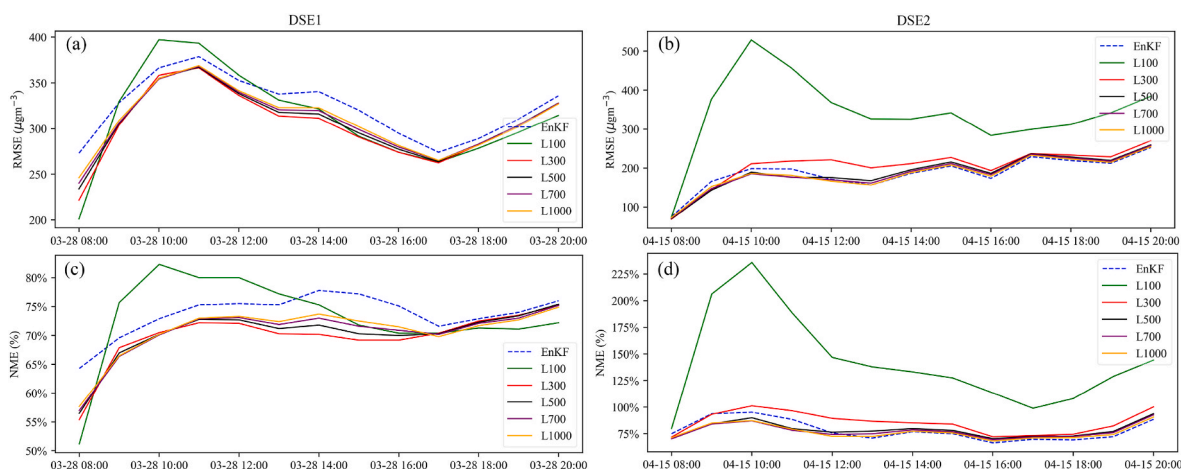 DSE1
DSE2
(a)
RMSE (μgm⁻³)
400
350
300
250
200
EnKF
L100
L300
L500
L700
L1000
03-28 08:00 03-28 10:00 03-28 12:00 03-28 14:00 03-28 16:00 03-28 18:00 03-28 20:00
(b)
RMSE (μgm⁻³)
500
400
300
200
100
EnKF
L100
L300
L500
L700
L1000
04-15 08:00 04-15 10:00 04-15 12:00 04-15 14:00 04-15 16:00 04-15 18:00 04-15 20:00
(c)
NME (%)
80%
75%
70%
65%
60%
55%
50%
EnKF
L100
L300
L500
L700
L1000
03-28 08:00 03-28 10:00 03-28 12:00 03-28 14:00 03-28 16:00 03-28 18:00 03-28 20:00
(d)
NME (%)
225%
200%
175%
150%
125%
100%
75%
EnKF
L100
L300
L500
L700
L1000
04-15 08:00 04-15 10:00 04-15 12:00 04-15 14:00 04-15 16:00 04-15 18:00 04-15 20:00